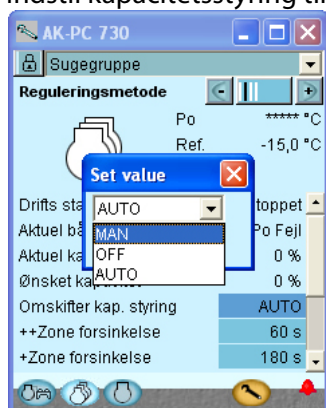 Indstil kapacitetsstyring til
AK-PC 730
Sugegruppe
Reguleringsmetode
Po ***** °C
Ref. -15,0 °C
Set value
Drifts sta toppet
AUTO
Aktuel bå Po Fejl
MAN
Aktuel ka 0 %
OFF
Ønsket kapacitet 0 %
AUTO
Omskifter kap. styring AUTO
++Zone forsinkelse 60 s
+Zone forsinkelse 180 s